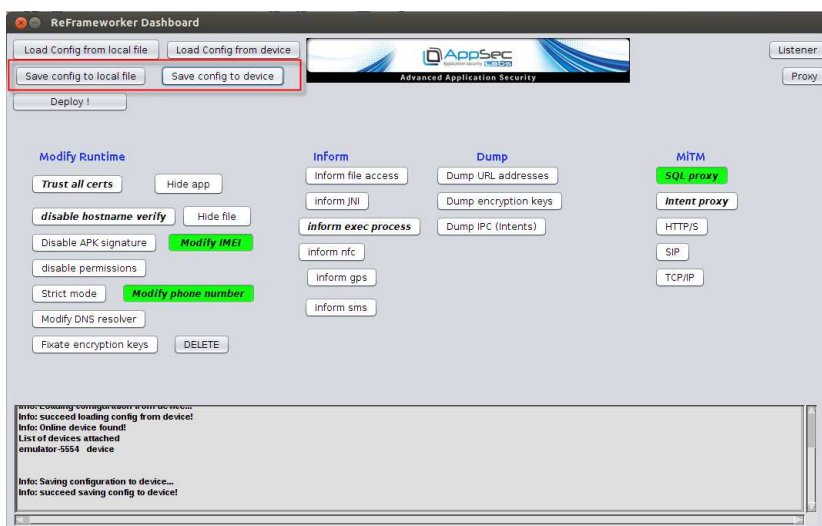 ReFrameworker Dashboard
Load Config from local file Load Config from device
AppSec
Listener
Save config to local file Save config to device
Advanced Application Security
Proxy
Deploy !
Modify Runtime
Trust all certs Hide app
disable hostname verify Hide file
Disable APK signature Modify IMEI
disable permissions
Strict mode Modify phone number
Modify DNS resolver
Fixate encryption keys DELETE
Inform
Inform file access
inform JNI
inform exec process
inform nfc
inform gps
inform sms
Dump
Dump URL addresses
Dump encryption keys
Dump IPC (Intents)
MiTM
SQL proxy
Intent proxy
HTTP/S
SIP
TCP/IP
Info: Loading configuration from device...
Info: succeed loading config from device!
Info: Online device found!
List of devices attached
emulator-5554 device
Info: Saving configuration to device...
Info: succeed saving config to device!